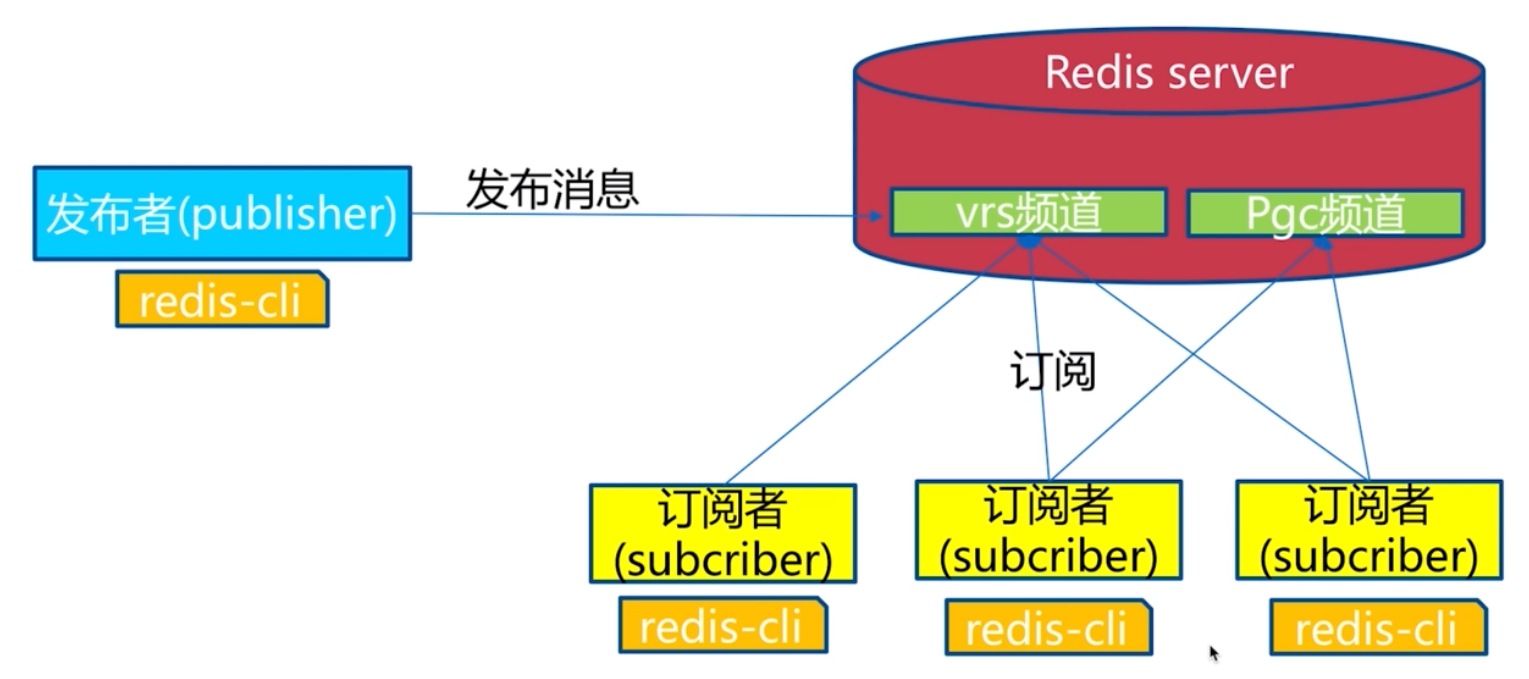 Redis server
发布者(publisher)
发布消息
vrs频道
Pgc频道
redis-cli
订阅
订阅者
(subcriber)
订阅者
(subcriber)
订阅者
(subcriber)
redis-cli
redis-cli
redis-cli